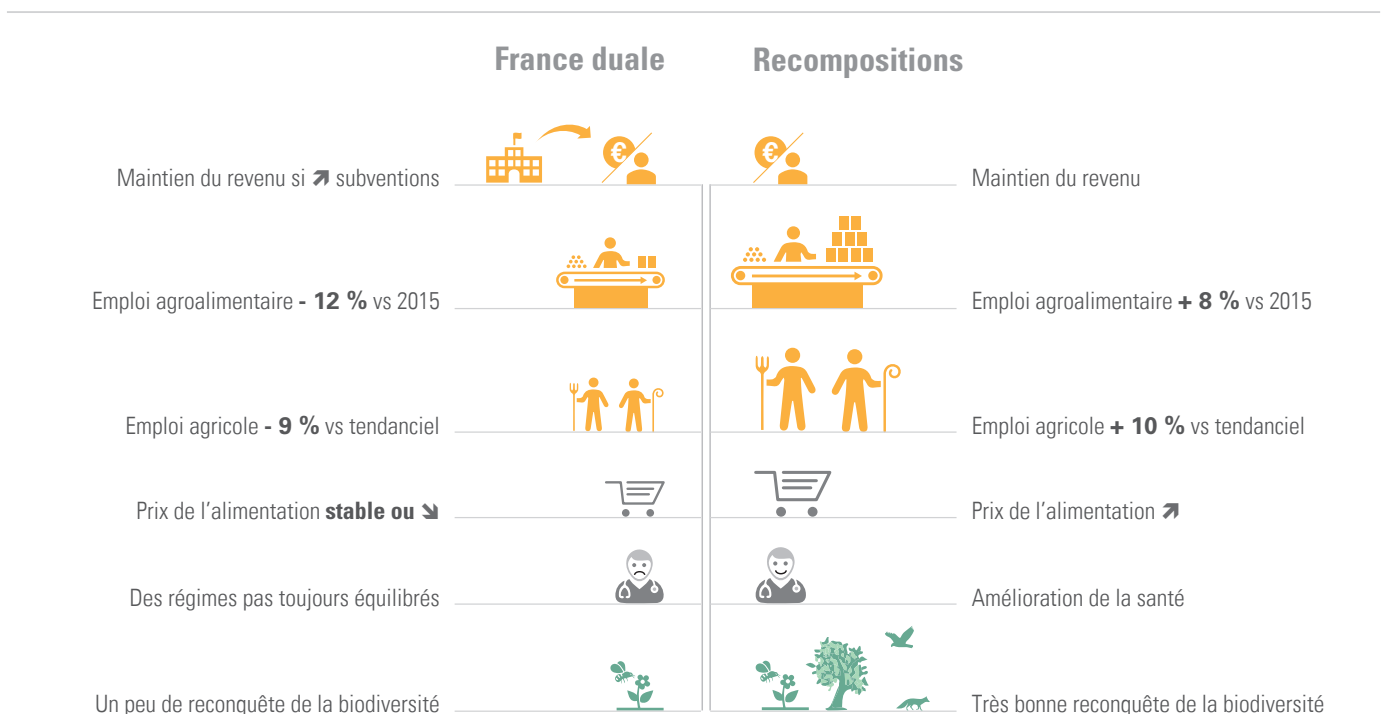 France duale
Recompositions
Maintien du revenu si ↗ subventions
Maintien du revenu
Emploi agroalimentaire - 12 % vs 2015
Emploi agroalimentaire + 8 % vs 2015
Emploi agricole - 9 % vs tendanciel
Emploi agricole + 10 % vs tendanciel
Prix de l'alimentation stable ou ↘
Prix de l'alimentation ↗
Des régimes pas toujours équilibrés
Amélioration de la santé
Un peu de reconquête de la biodiversité
Très bonne reconquête de la biodiversité